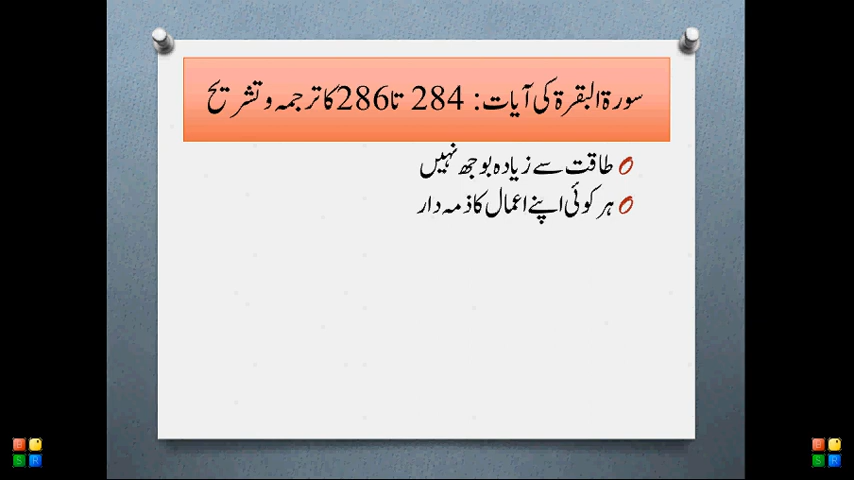 سورۃ البقرۃ کی آیات: 284 تا 286 کا ترجمہ و تشریح
طاقت سے زیادہ بوجھ نہیں
ہر کوئی اپنے اعمال کا ذمہ دار
B
S R
B
S R